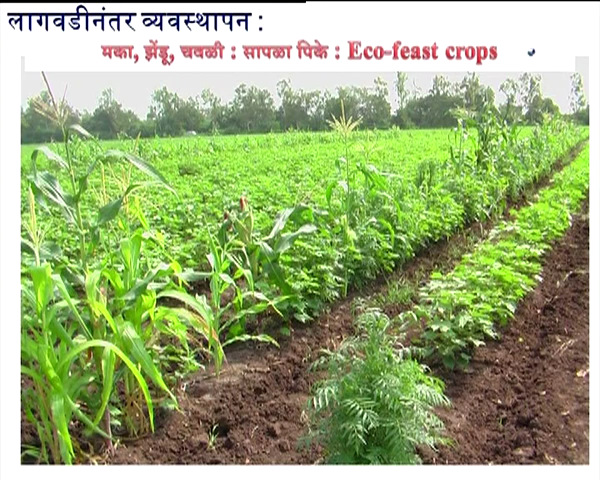 लागवडीनंतर व्यवस्थापन :
मका, झेंडू, चवळी : सापळा पिके : Eco-feast crops